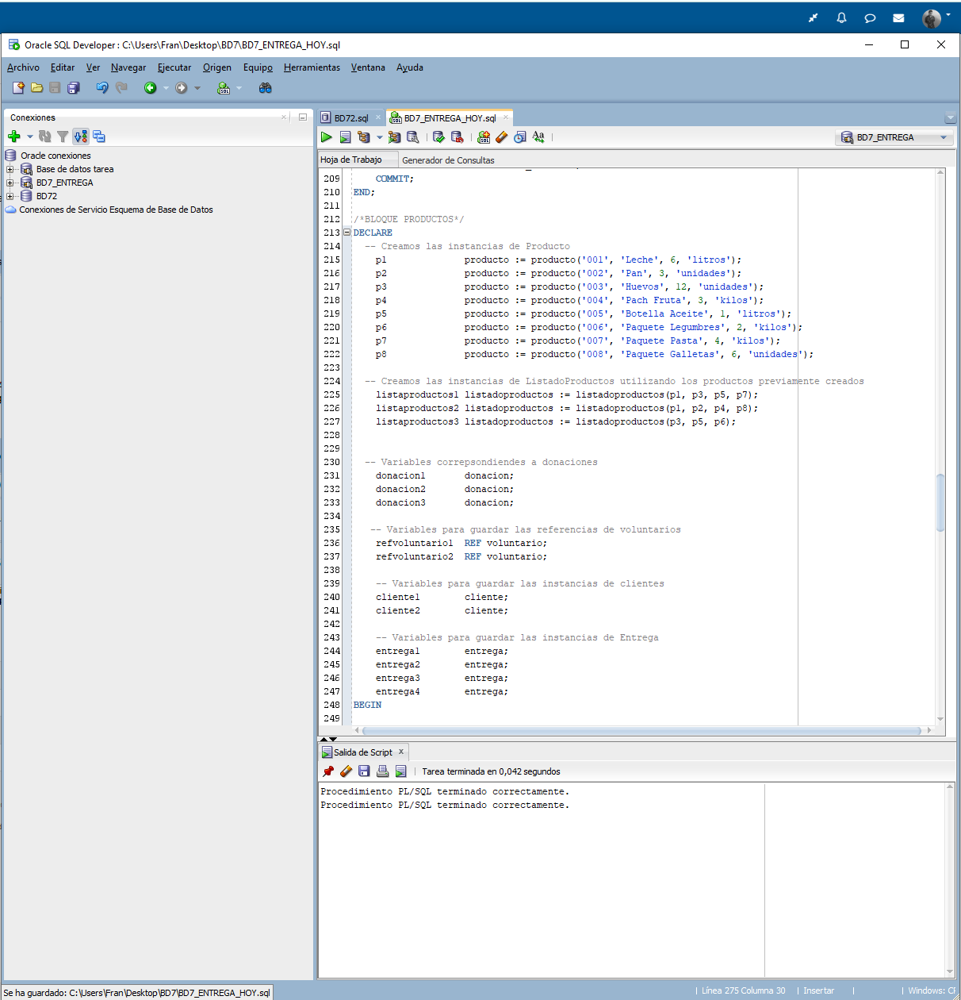 Oracle SQL Developer : C:\Users\Fran\Desktop\BD7\BD7_ENTREGA_HOY.sql
Archivo Editar Ver Navegar Ejecutar Origen Equipo Herramientas Ventana Ayuda
Conexiones
Oracle conexiones
Base de datos tarea
BD7_ENTREGA
BD72
Conexiones de Servicio Esquema de Base de Datos
BD72.sql BD7_ENTREGA_HOY.sql
BD7_ENTREGA
Hoja de Trabajo Generador de Consultas
209 COMMIT;
210 END;
211
212 /*BLOQUE PRODUCTOS*/
213 DECLARE
214 -- Creamos las instancias de Producto
215 p1 producto := producto('001', 'Leche', 6, 'litros');
216 p2 producto := producto('002', 'Pan', 3, 'unidades');
217 p3 producto := producto('003', 'Huevos', 12, 'unidades');
218 p4 producto := producto('004', 'Pach Fruta', 3, 'kilos');
219 p5 producto := producto('005', 'Botella Aceite', 1, 'litros');
220 p6 producto := producto('006', 'Paquete Legumbres', 2, 'kilos');
221 p7 producto := producto('007', 'Paquete Pasta', 4, 'kilos');
222 p8 producto := producto('008', 'Paquete Galletas', 6, 'unidades');
223
224 -- Creamos las instancias de ListadoProductos utilizando los productos previamente creados
225 listaproductos1 listadoproductos := listadoproductos(p1, p3, p5, p7);
226 listaproductos2 listadoproductos := listadoproductos(p1, p2, p4, p8);
227 listaproductos3 listadoproductos := listadoproductos(p3, p5, p6);
228
229
230 -- Variables correpsondiendes a donaciones
231 donacion1 donacion;
232 donacion2 donacion;
233 donacion3 donacion;
234
235 -- Variables para guardar las referencias de voluntarios
236 refvoluntario1 REF voluntario;
237 refvoluntario2 REF voluntario;
238
239 -- Variables para guardar las instancias de clientes
240 cliente1 cliente;
241 cliente2 cliente;
242
243 -- Variables para guardar las instancias de Entrega
244 entrega1 entrega;
245 entrega2 entrega;
246 entrega3 entrega;
247 entrega4 entrega;
248 BEGIN
249
Salida de Script
Tarea terminada en 0,042 segundos
Procedimiento PL/SQL terminado correctamente.
Procedimiento PL/SQL terminado correctamente.
Se ha guardado: C:\Users\Fran\Desktop\BD7\BD7_ENTREGA_HOY.sql
Línea 275 Columna 30 | Insertar | | Windows: